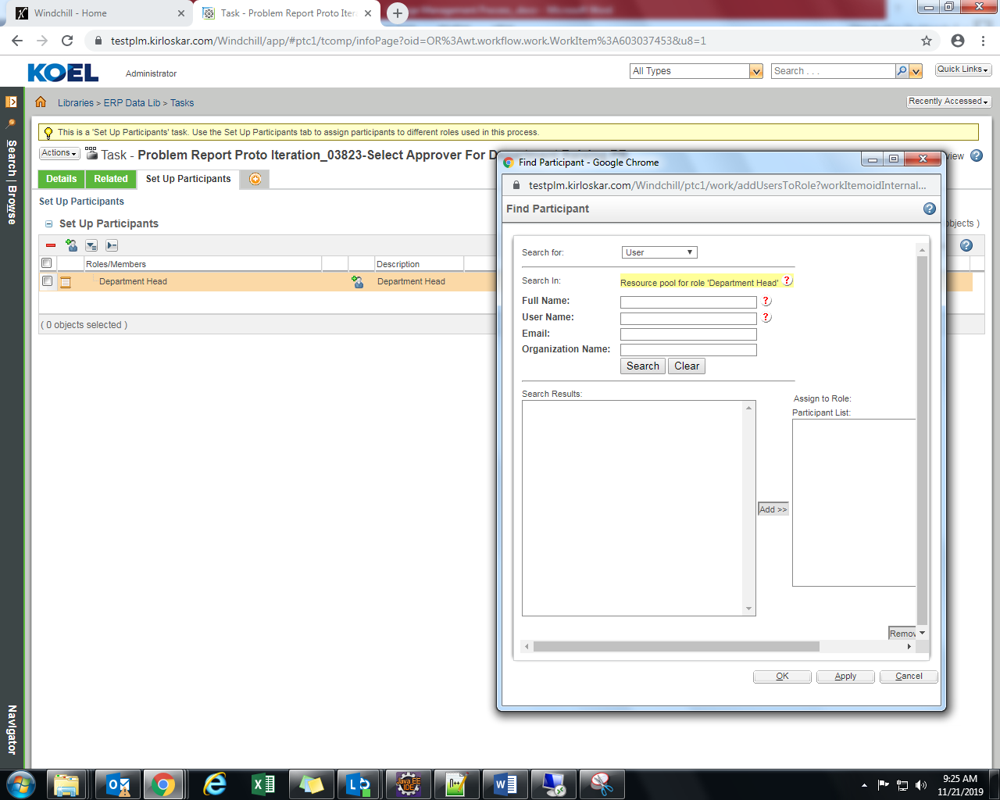 Windchill - Home
Task - Problem Report Proto Itera
testplm.kirloskar.com/Windchill/app/#ptc1/tcomp/infoPage?oid=OR%3Awt.workflow.work.WorkItem%3A603037453&u8=1
KOEL
Administrator
All Types
Search . . .
Quick Links
Libraries > ERP Data Lib > Tasks
Recently Accessed
This is a 'Set Up Participants' task. Use the Set Up Participants tab to assign participants to different roles used in this process.
Actions
Task - Problem Report Proto Iteration_03823-Select Approver For D
Details
Related
Set Up Participants
Set Up Participants
Set Up Participants
Roles/Members
Description
Department Head
Department Head
( 0 objects selected )
Search | Browse
Navigator
Find Participant - Google Chrome
testplm.kirloskar.com/Windchill/ptc1/work/addUsersToRole?workItemoidInternal...
Find Participant
Search for:
User
Search In:
Resource pool for role 'Department Head'
Full Name:
User Name:
Email:
Organization Name:
Search
Clear
Search Results:
Assign to Role:
Participant List:
Add >>
Remov
OK
Apply
Cancel
Java EE
IDE
9:25 AM
11/21/2019